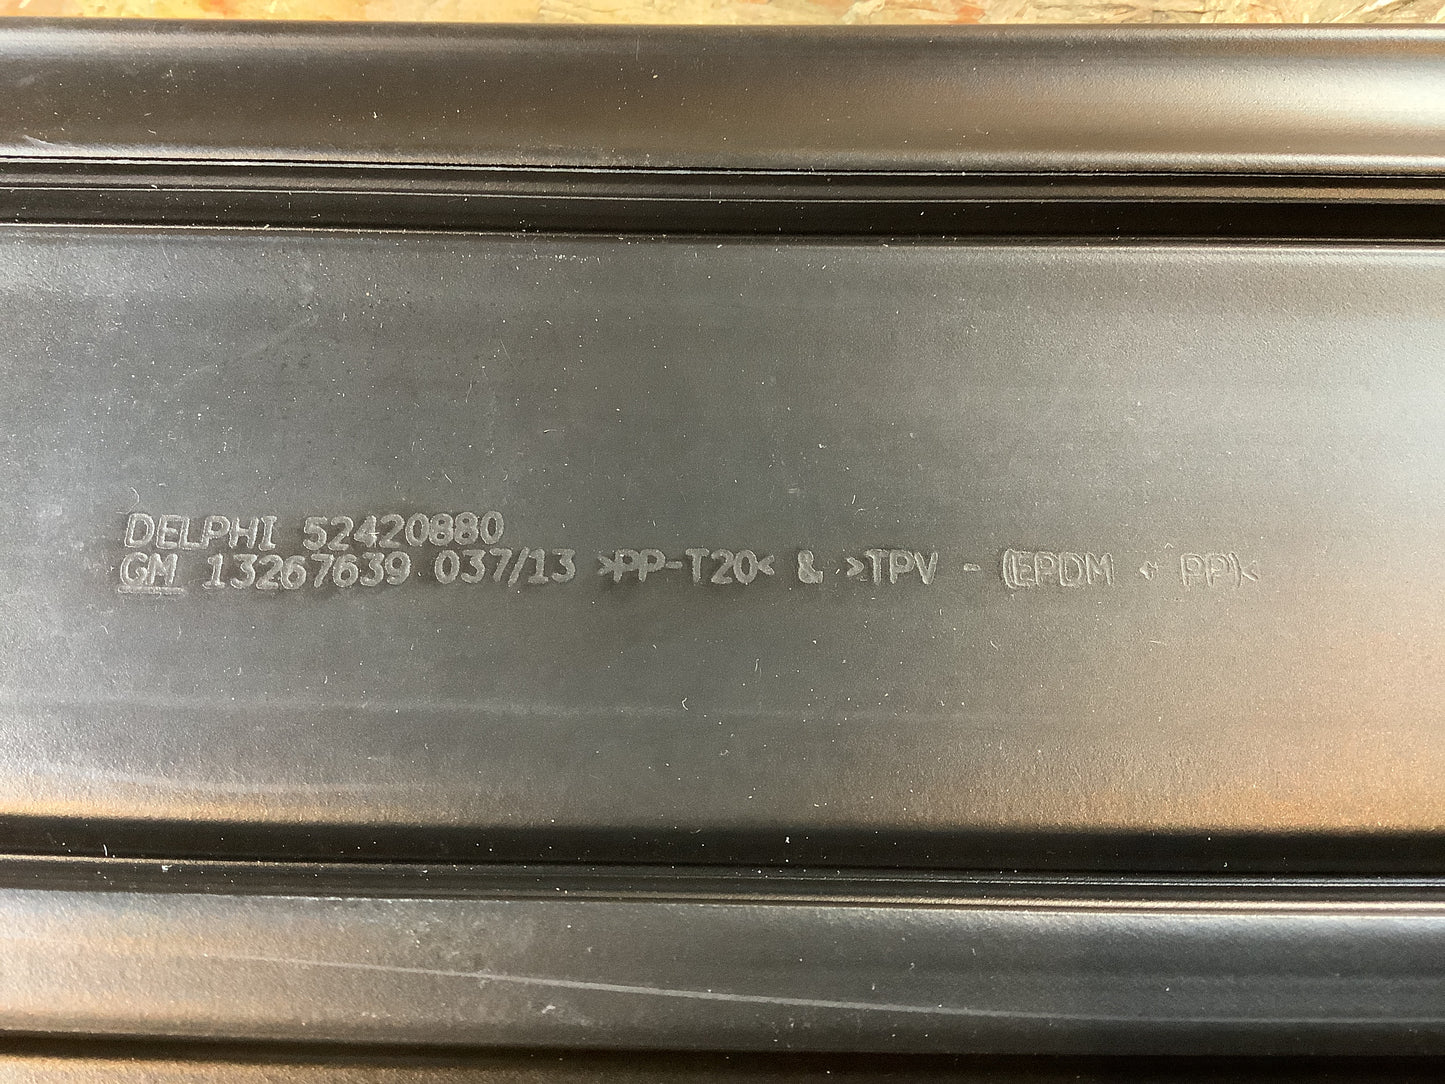 DELPHI 52420880
GM 13267639 037/13 >PP-T20< & >TPV - (EPDM + PP)<